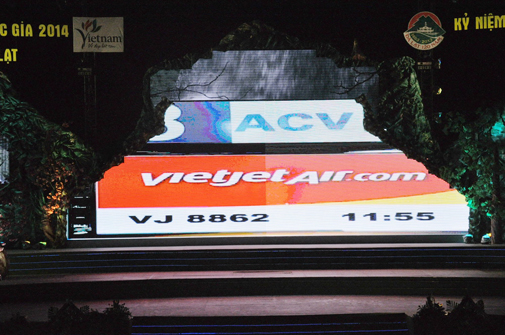 C GIA 2014
Vietnam
KỶ NIỆM
LẠT
ACV
vietjetAir.com
VJ 8862 11:55